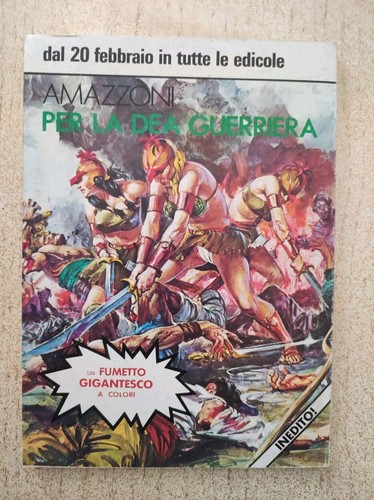 dal 20 febbraio in tutte le edicole
AMAZZONI
PER LA DEA GUERRIERA
UN FUMETTO
GIGANTESCO
A COLORI
INEDITO!